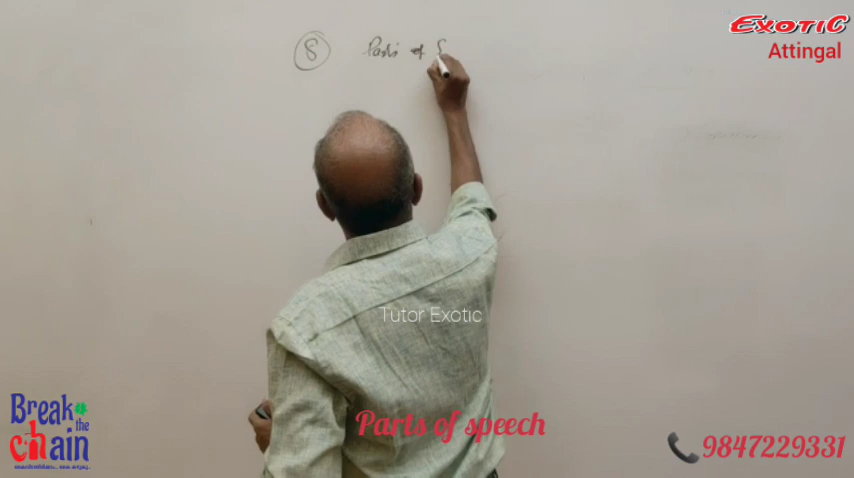 EXOTIC
Attingal
8 Parts of S
Tutor Exotic
Parts of speech
Break
the
chain
9847229331